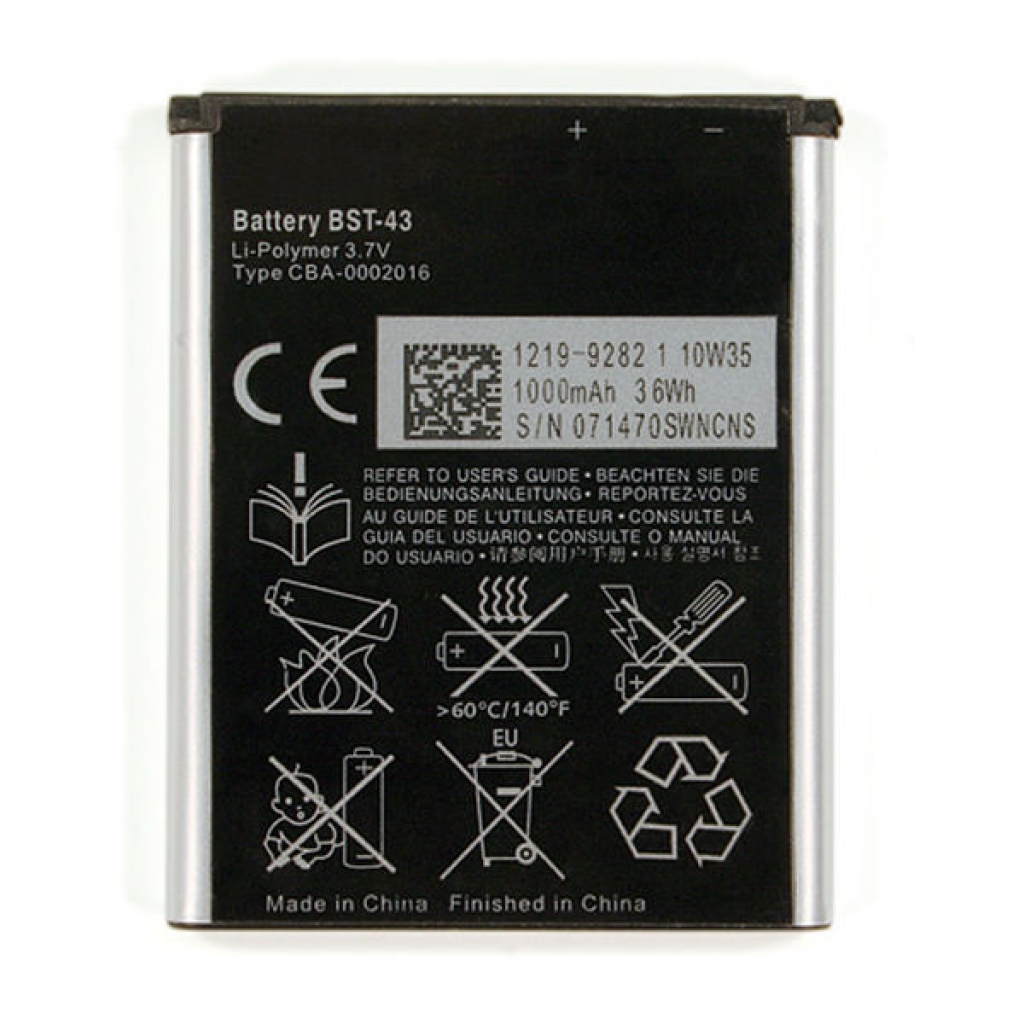 + −
Battery BST-43
Li-Polymer 3.7V
Type CBA-0002016
CE
1219-9282 1 10W35
1000mAh 3 6Wh
S/N 071470SWNCNS
REFER TO USER'S GUIDE • BEACHTEN SIE DIE
BEDIENUNGSANLEITUNG • REPORTEZ-VOUS
AU GUIDE DE L'UTILISATEUR • CONSULTE LA
GUIA DEL USUARIO • CONSULTE O MANUAL
DO USUARIO • 请参阅用户手册 • 사용 설명서 참조
>60°C/140°F
EU
Made in China Finished in China